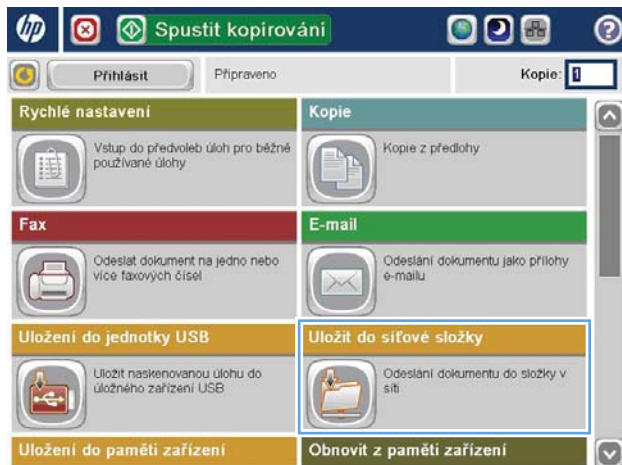 hp
Spustit kopírování
?
Přihlásit
Připraveno
Kopie: 1
Rychlé nastavení
Kopie
Vstup do předvoleb úloh pro běžně
používané úlohy
Kopie z předlohy
Fax
E-mail
Odeslat dokument na jedno nebo
více faxových čísel
Odeslání dokumentu jako přílohy
e-mailu
Uložení do jednotky USB
Uložit do síťové složky
Uložit naskenovanou úlohu do
úložného zařízení USB
Odeslání dokumentu do složky v
síti
Uložení do paměti zařízení
Obnovit z paměti zařízení